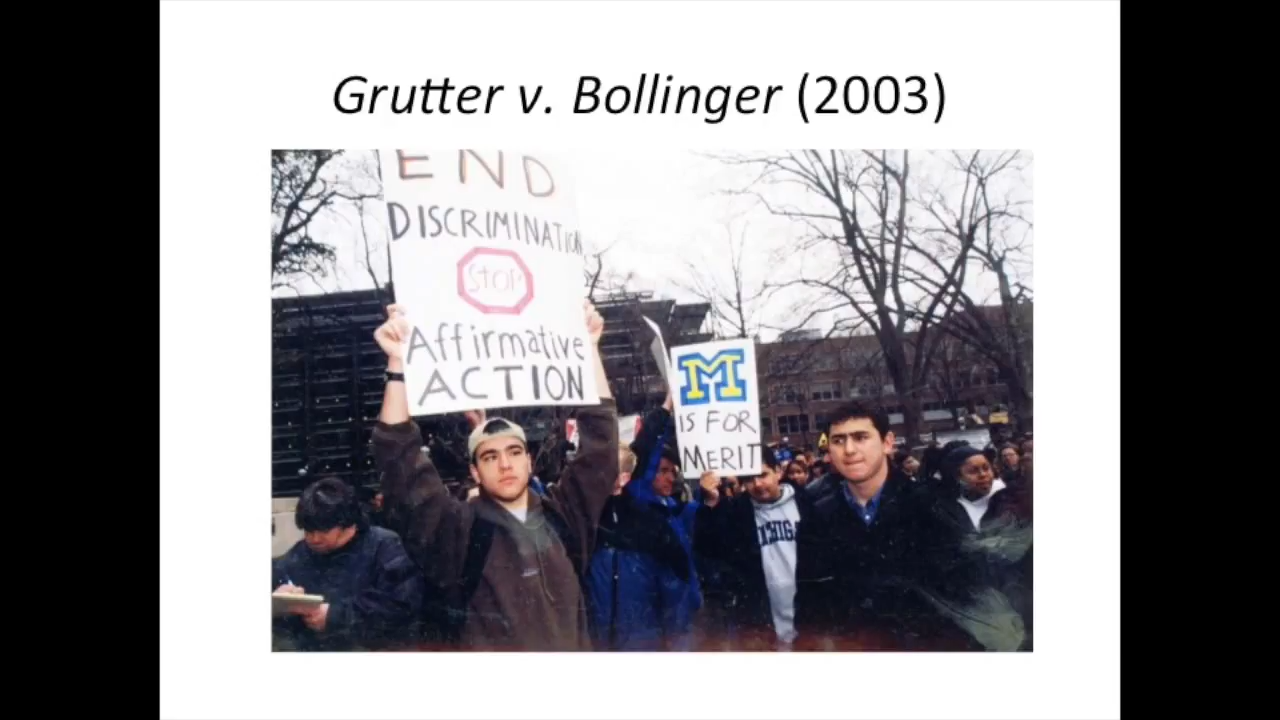 Grutter v. Bollinger (2003)
END
DISCRIMINATION
STOP
Affirmative
ACTION
M
IS FOR
MERIT